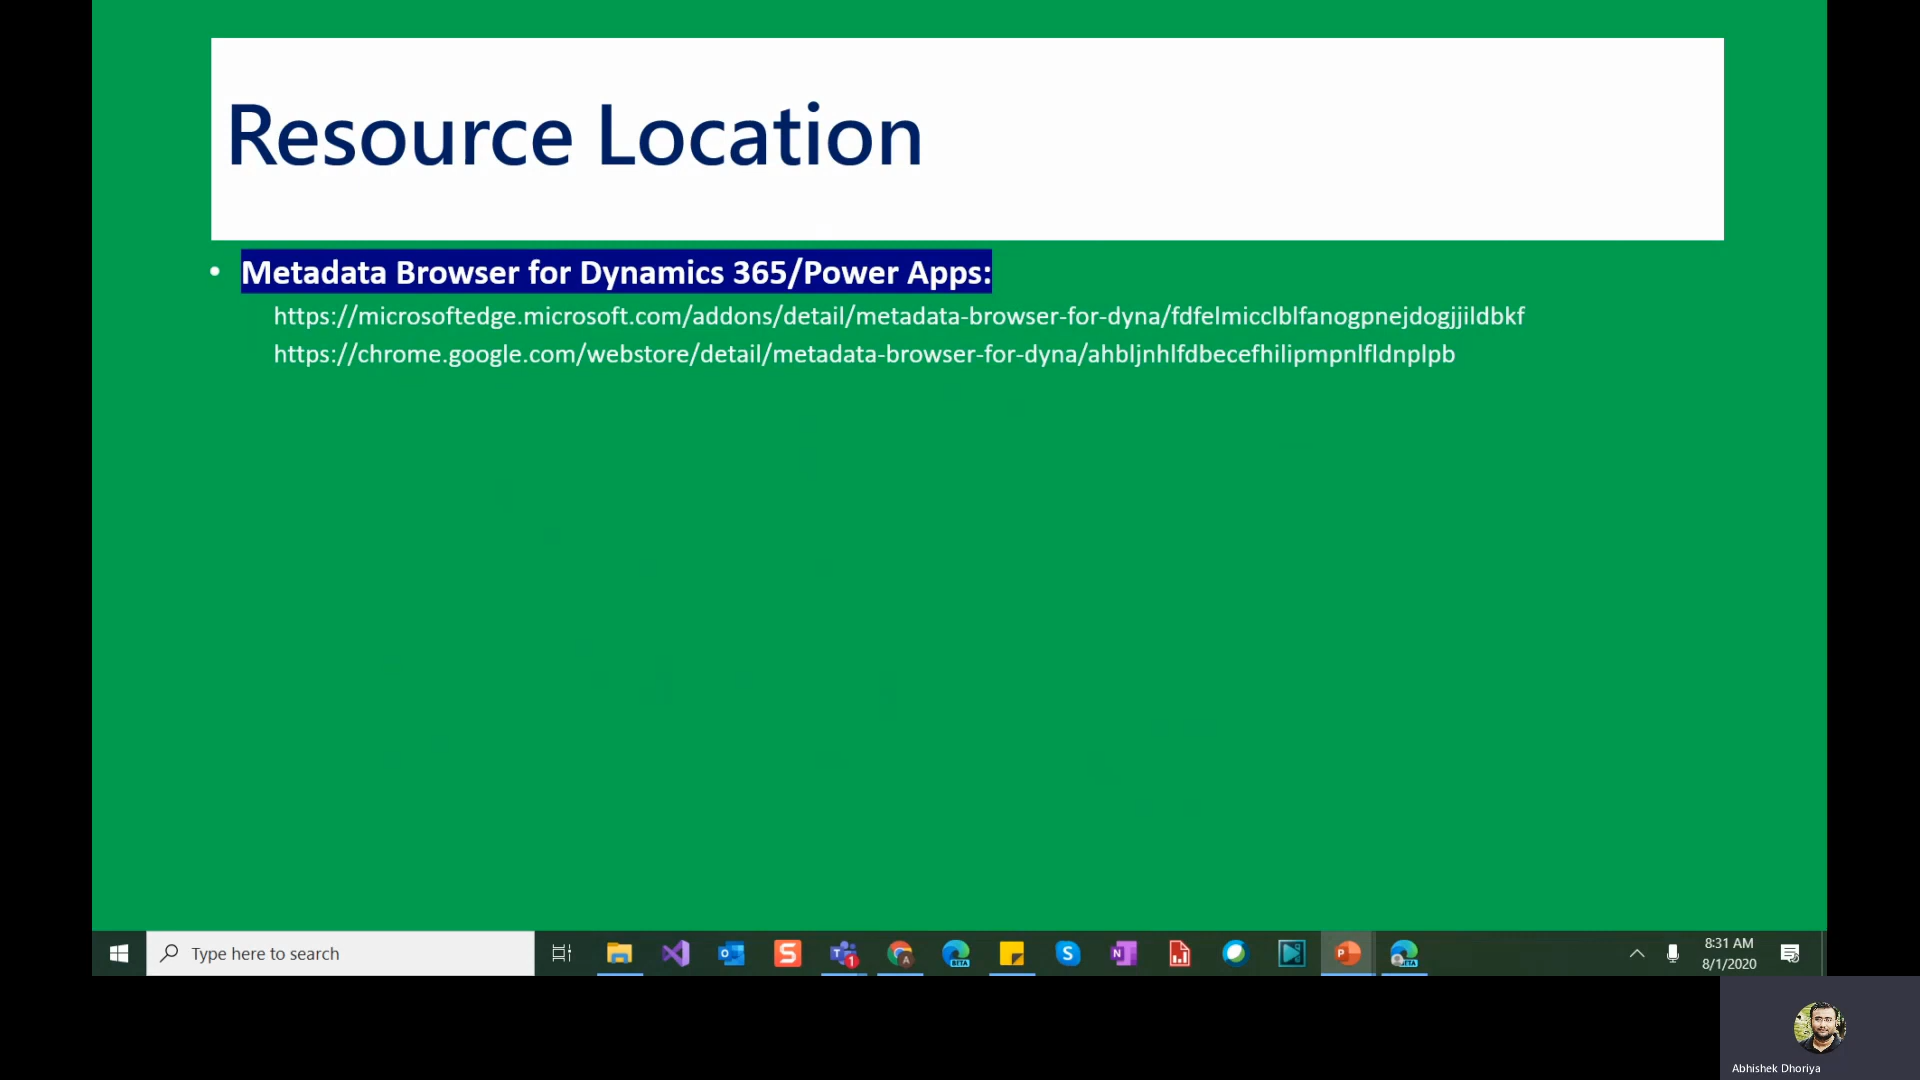 Resource Location
• Metadata Browser for Dynamics 365/Power Apps:
https://microsoftedge.microsoft.com/addons/detail/metadata-browser-for-dyna/fdfelmicclblfanogpnejdogjjildbkf
https://chrome.google.com/webstore/detail/metadata-browser-for-dyna/ahbljnhlfdbecefhilipmpnlfldnplpb
Type here to search
8:31 AM
8/1/2020
Abhishek Dhoriya